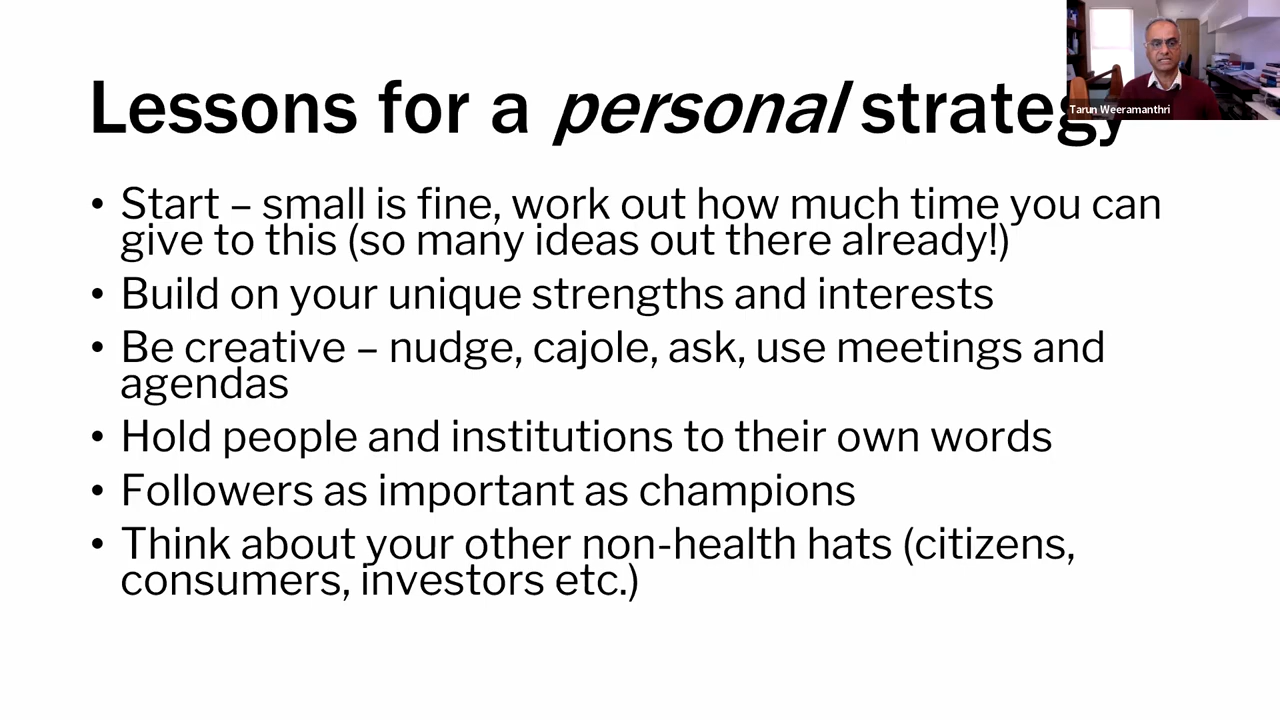 Lessons for a personal strategy
Tarun Weeramanthri
• Start – small is fine, work out how much time you can
give to this (so many ideas out there already!)
• Build on your unique strengths and interests
• Be creative – nudge, cajole, ask, use meetings and
agendas
• Hold people and institutions to their own words
• Followers as important as champions
• Think about your other non-health hats (citizens,
consumers, investors etc.)